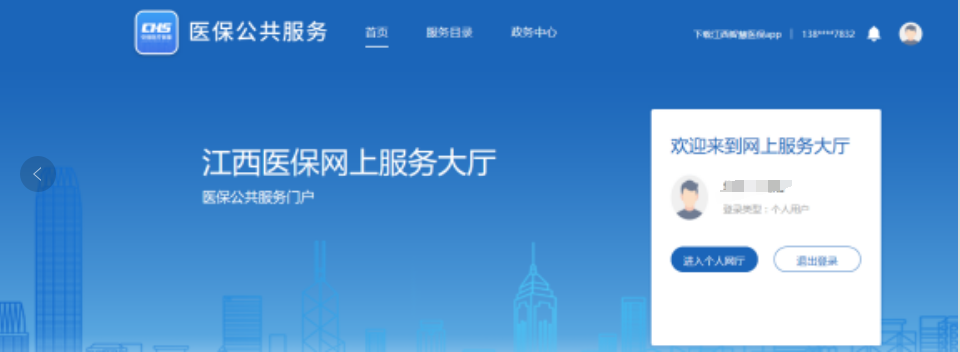 CHS
医保公共服务
首页 服务目录 政务中心
下载江西智慧医保app | 138****7832
江西医保网上服务大厅
医保公共服务门户
欢迎来到网上服务大厅
登录类型：个人用户
进入个人网厅 退出登录